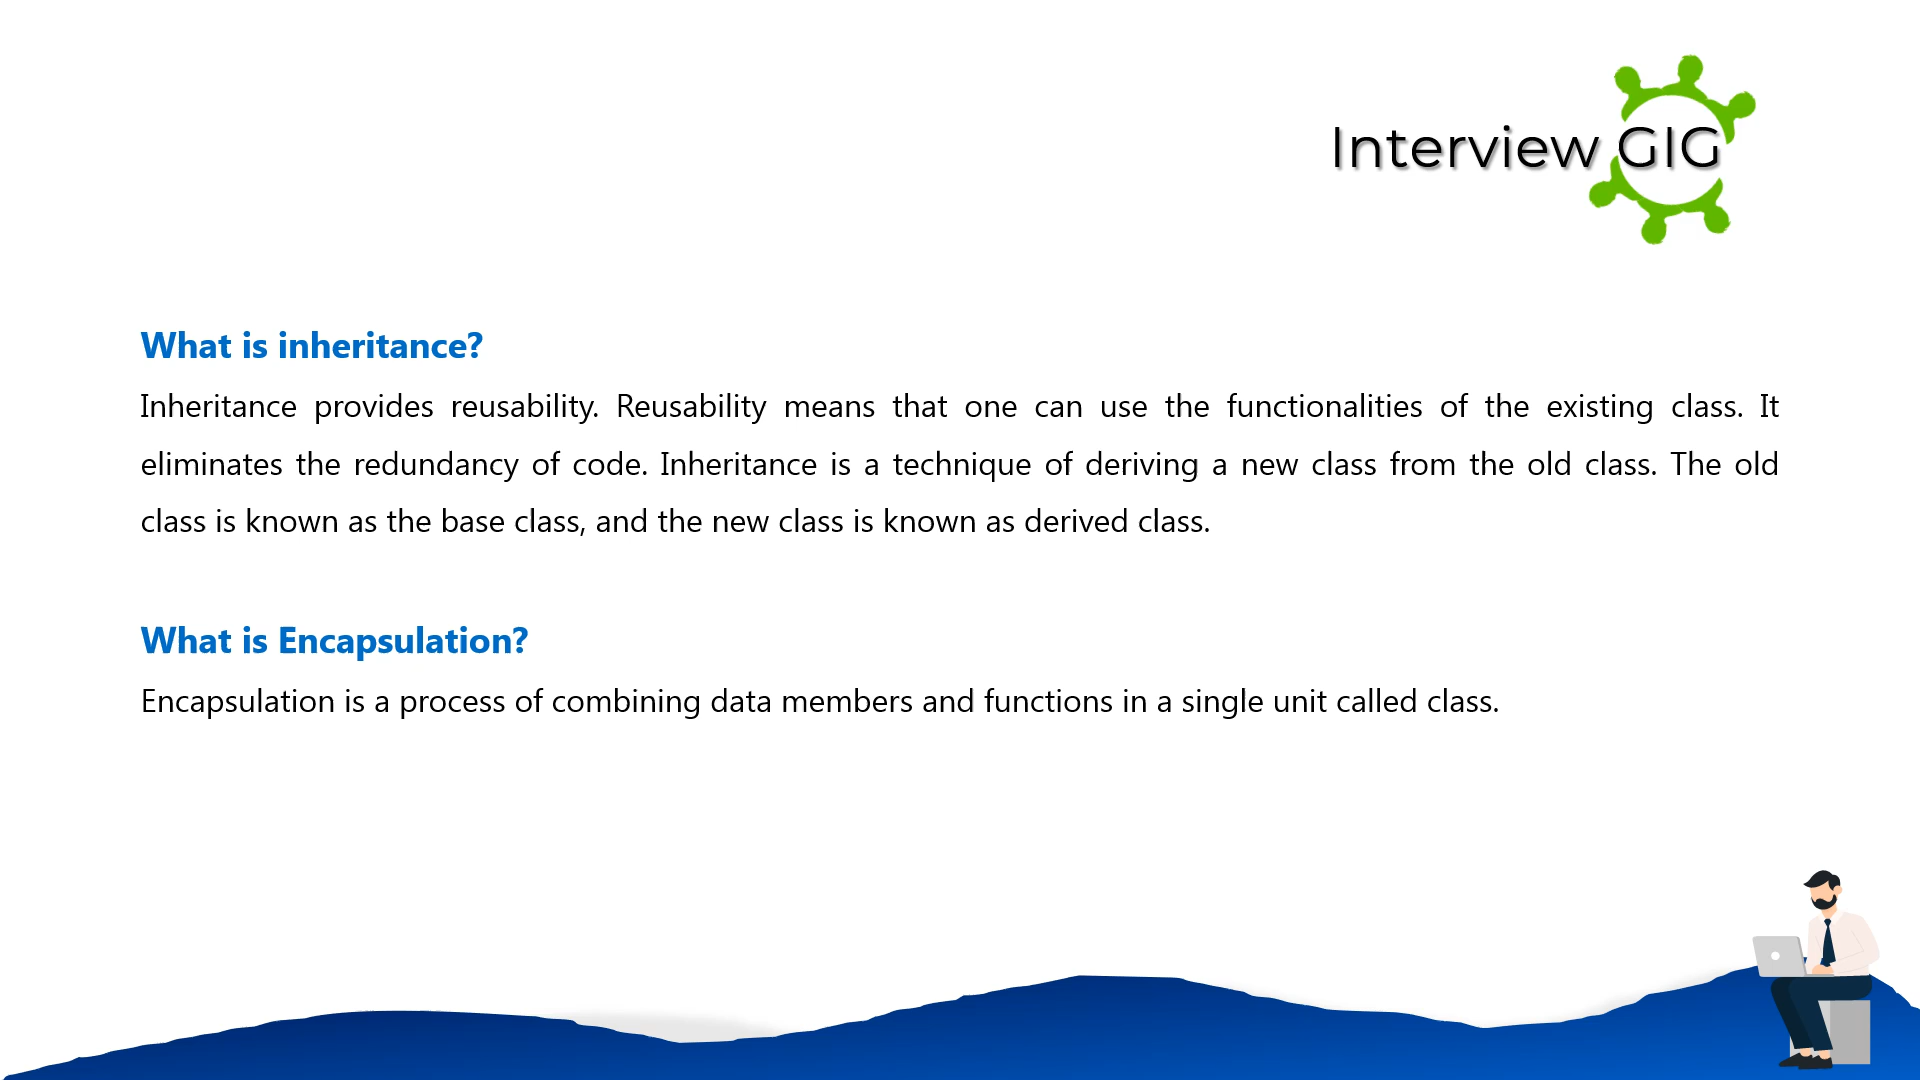 Interview GIG
What is inheritance?
Inheritance provides reusability. Reusability means that one can use the functionalities of the existing class. It
eliminates the redundancy of code. Inheritance is a technique of deriving a new class from the old class. The old
class is known as the base class, and the new class is known as derived class.
What is Encapsulation?
Encapsulation is a process of combining data members and functions in a single unit called class.